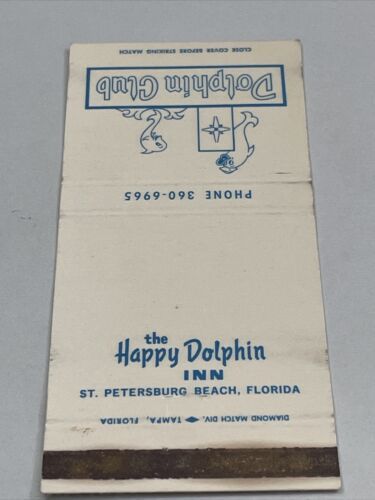 CLOSE COVER BEFORE STRIKING MATCH
Dolphin Club
PHONE 360-6965
the
Happy Dolphin
INN
ST. PETERSBURG BEACH, FLORIDA
DIAMOND MATCH DIV. TAMPA, FLORIDA